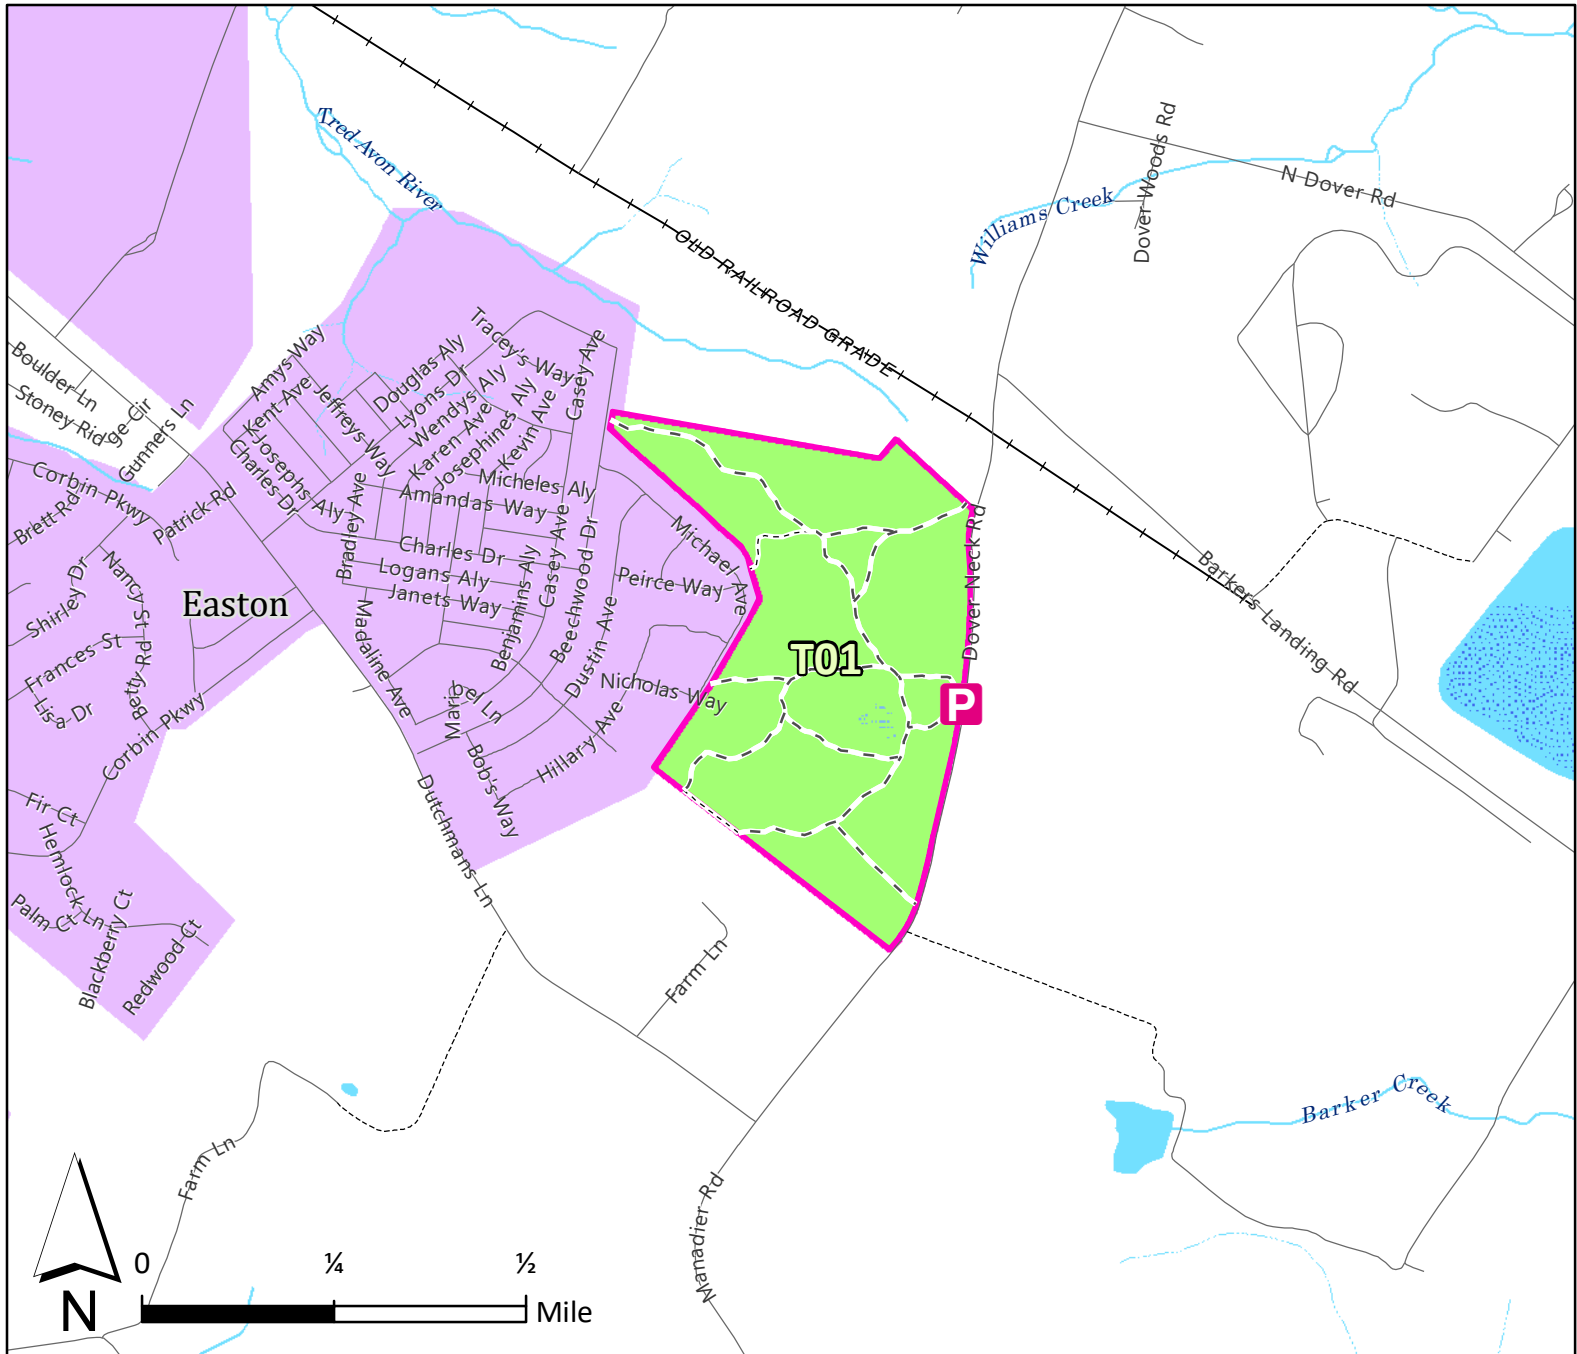 Tred Avon River
OLD RAILROAD GRADE
Williams Creek
Dover Woods Rd
N Dover Rd
Boulder Ln
Stoney Ridge Cir
Gunners Ln
Amys Way
Kent Ave
Jeffreys Way
Josephs Aly
Charles Dr
Douglas Aly
Lyons Dr
Wendys Aly
Karen Ave
Josephines Aly
Kevin Ave
Tracey's Way
Casey Ave
Micheles Aly
Amandas Way
Bradley Ave
Charles Dr
Logans Aly
Janets Way
Madaline Ave
Benjamins Aly
Casey Ave
Beechwood Dr
Dustin Ave
Michael Ave
Peirce Way
Nicholas Way
Hillary Ave
Maribel Ln
Bob's Way
Dutchmans Ln
Corbin Pkwy
Brett Rd
Patrick Rd
Nancy St
Shirley Dr
Easton
Frances St
Betty Rd
Lisa Dr
Corbin Pkwy
Fir Ct
Hemlock Ln
Palm Ct
Blackberry Ct
Redwood Ct
T01
P
Dover Neck Rd
Barkers Landing Rd
Farm Ln
Barker Creek
Farm Ln
Manadier Rd
N
0 ¼ ½
Mile